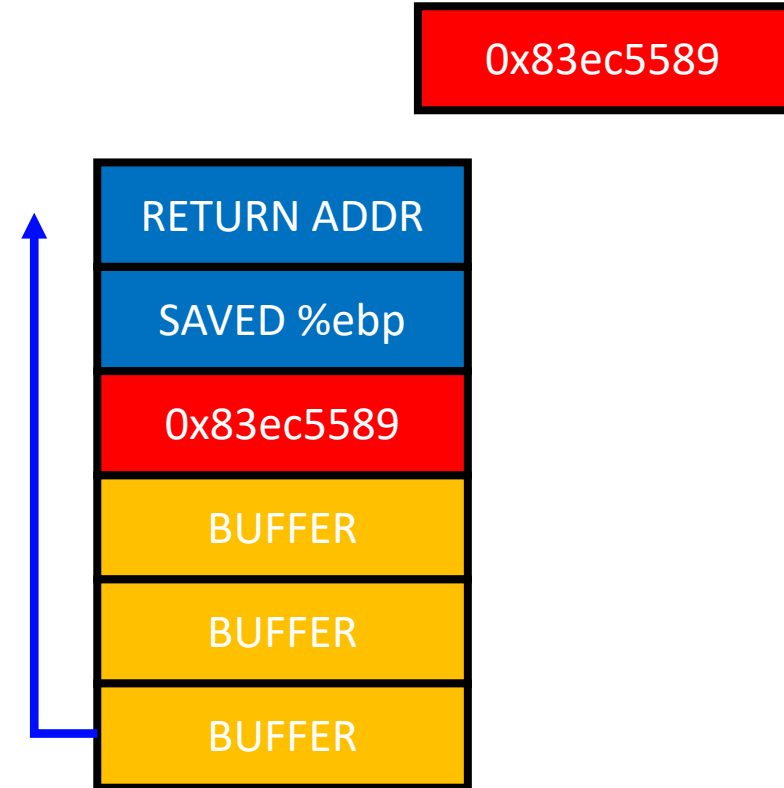 0x83ec5589
RETURN ADDR
SAVED %ebp
0x83ec5589
BUFFER
BUFFER
BUFFER